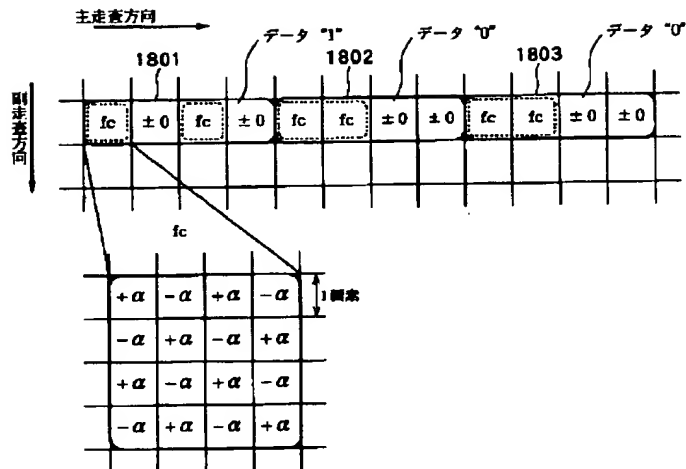 主走査方向
データ "1"
データ "0"
データ "0"
1801
1802
1803
副走査方向
fc ±0 fc ±0 fc fc ±0 ±0 fc fc ±0 ±0
fc
+α -α +α -α
1画素
-α +α -α +α
+α -α +α -α
-α +α -α +α